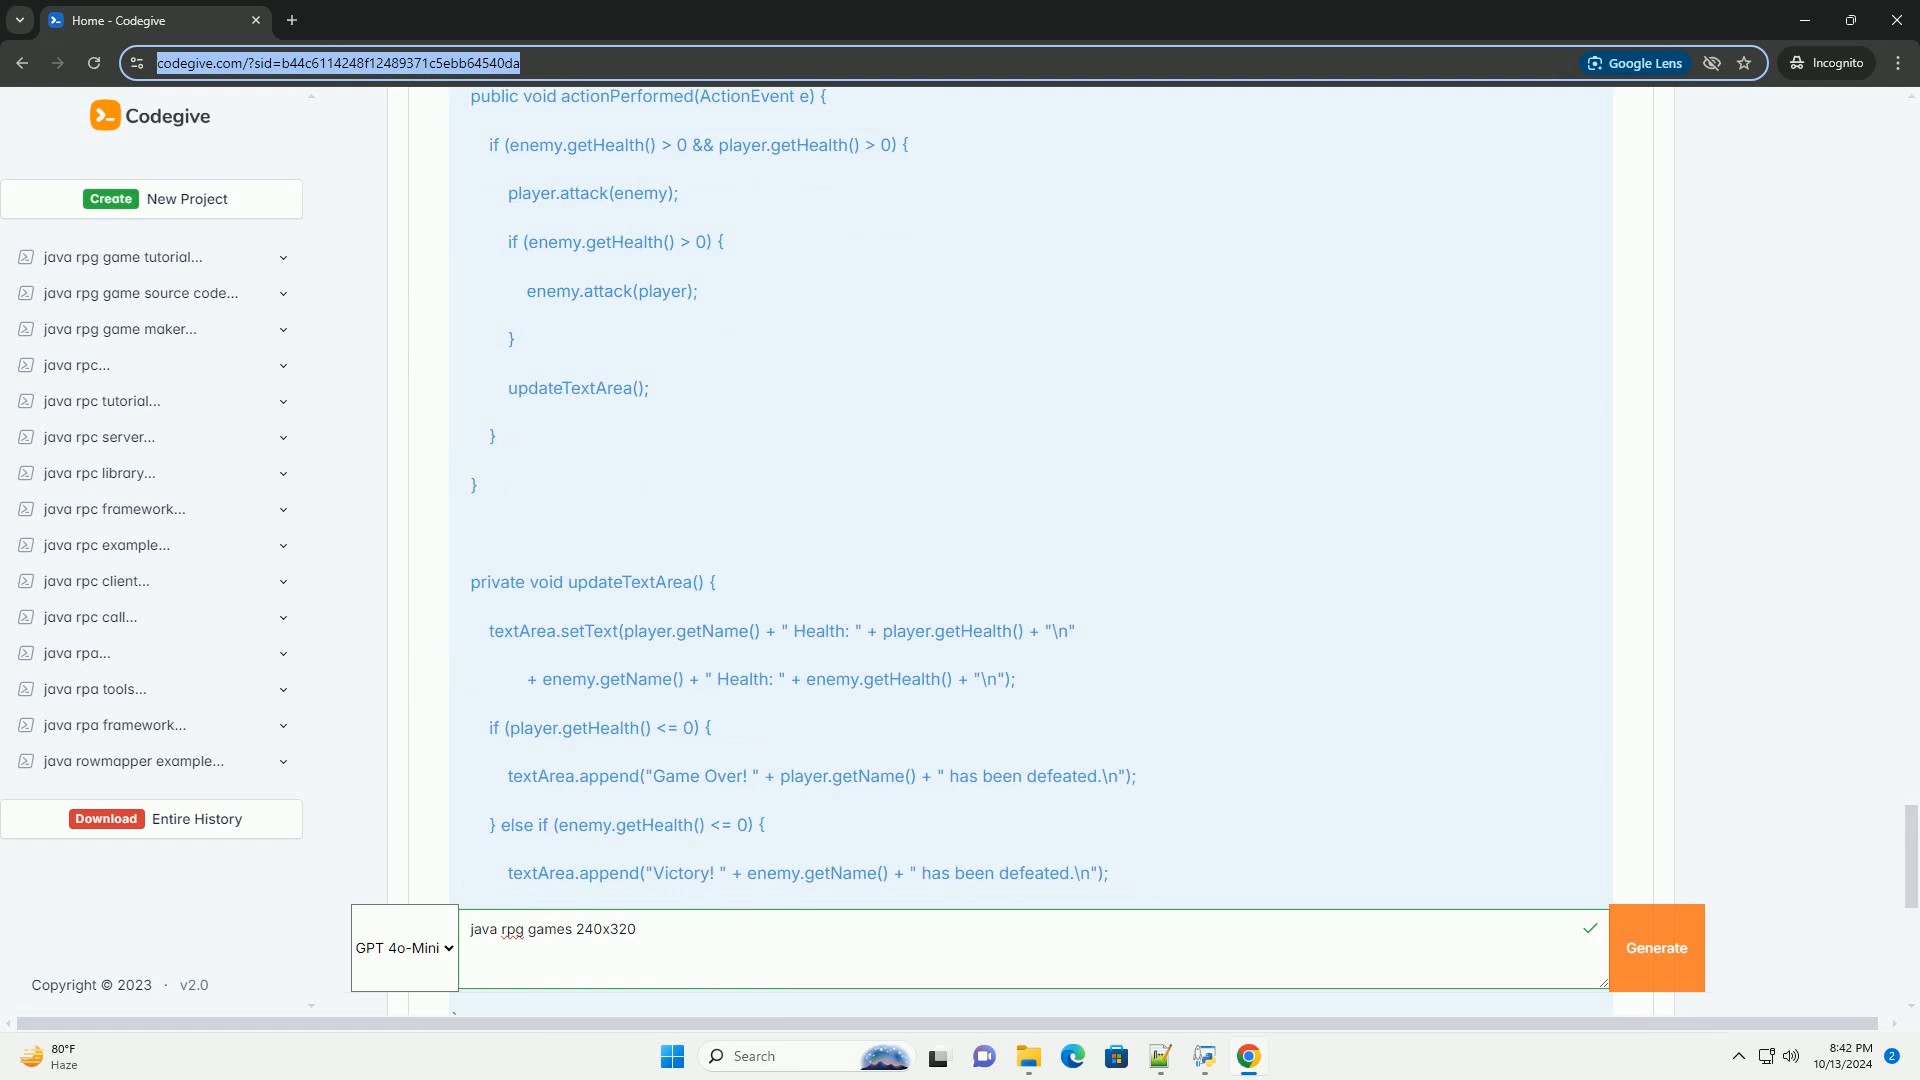 Home - Codegive
codegive.com/?sid=b44c6114248f12489371c5ebb64540da
Google Lens
Incognito
Codegive
Create New Project
java rpg game tutorial...
java rpg game source code...
java rpg game maker...
java rpc...
java rpc tutorial...
java rpc server...
java rpc library...
java rpc framework...
java rpc example...
java rpc client...
java rpc call...
java rpa...
java rpa tools...
java rpa framework...
java rowmapper example...
Download Entire History
Copyright © 2023 · v2.0
public void actionPerformed(ActionEvent e) {
if (enemy.getHealth() > 0 && player.getHealth() > 0) {
player.attack(enemy);
if (enemy.getHealth() > 0) {
enemy.attack(player);
}
updateTextArea();
}
}
private void updateTextArea() {
textArea.setText(player.getName() + " Health: " + player.getHealth() + "\n"
+ enemy.getName() + " Health: " + enemy.getHealth() + "\n");
if (player.getHealth() <= 0) {
textArea.append("Game Over! " + player.getName() + " has been defeated.\n");
} else if (enemy.getHealth() <= 0) {
textArea.append("Victory! " + enemy.getName() + " has been defeated.\n");
GPT 4o-Mini
java rpg games 240x320
Generate
80°F
Haze
Search
8:42 PM
10/13/2024
2